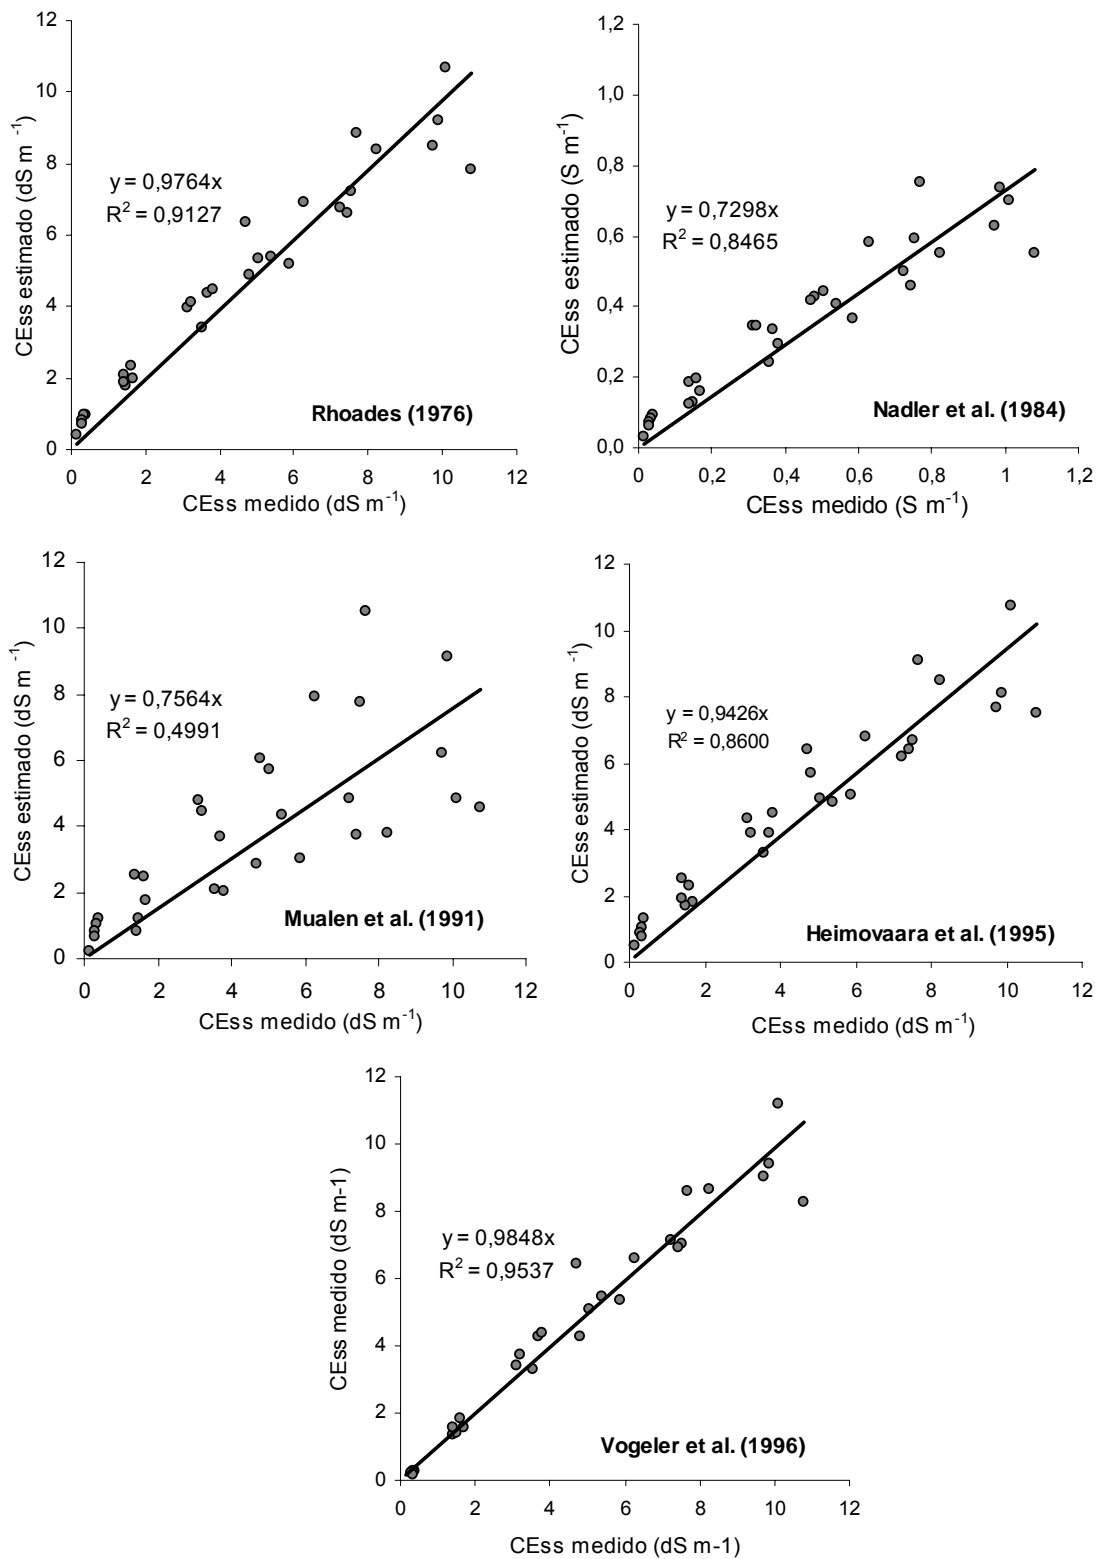 12
10
8
6
4
2
0
CEss estimado (dS m -1)
y = 0,9764x
R2 = 0,9127
Rhoades (1976)
0 2 4 6 8 10 12
CEss medido (dS m-1)
1,2
1,0
0,8
0,6
0,4
0,2
0,0
CEss estimado (S m-1)
y = 0,7298x
R2 = 0,8465
Nadler et al. (1984)
0 0,2 0,4 0,6 0,8 1 1,2
CEss medido (S m-1)
12
10
8
6
4
2
0
CEss estimado (dS m -1)
y = 0,7564x
R2 = 0,4991
Mualen et al. (1991)
0 2 4 6 8 10 12
CEss medido (dS m-1)
12
10
8
6
4
2
0
CEss estimado (dS m -1)
y = 0,9426x
R2 = 0,8600
Heimovaara et al. (1995)
0 2 4 6 8 10 12
CEss medido (dS m-1)
12
10
8
6
4
2
0
CEss medido (dS m-1)
y = 0,9848x
R2 = 0,9537
Vogeler et al. (1996)
0 2 4 6 8 10 12
CEss medido (dS m-1)